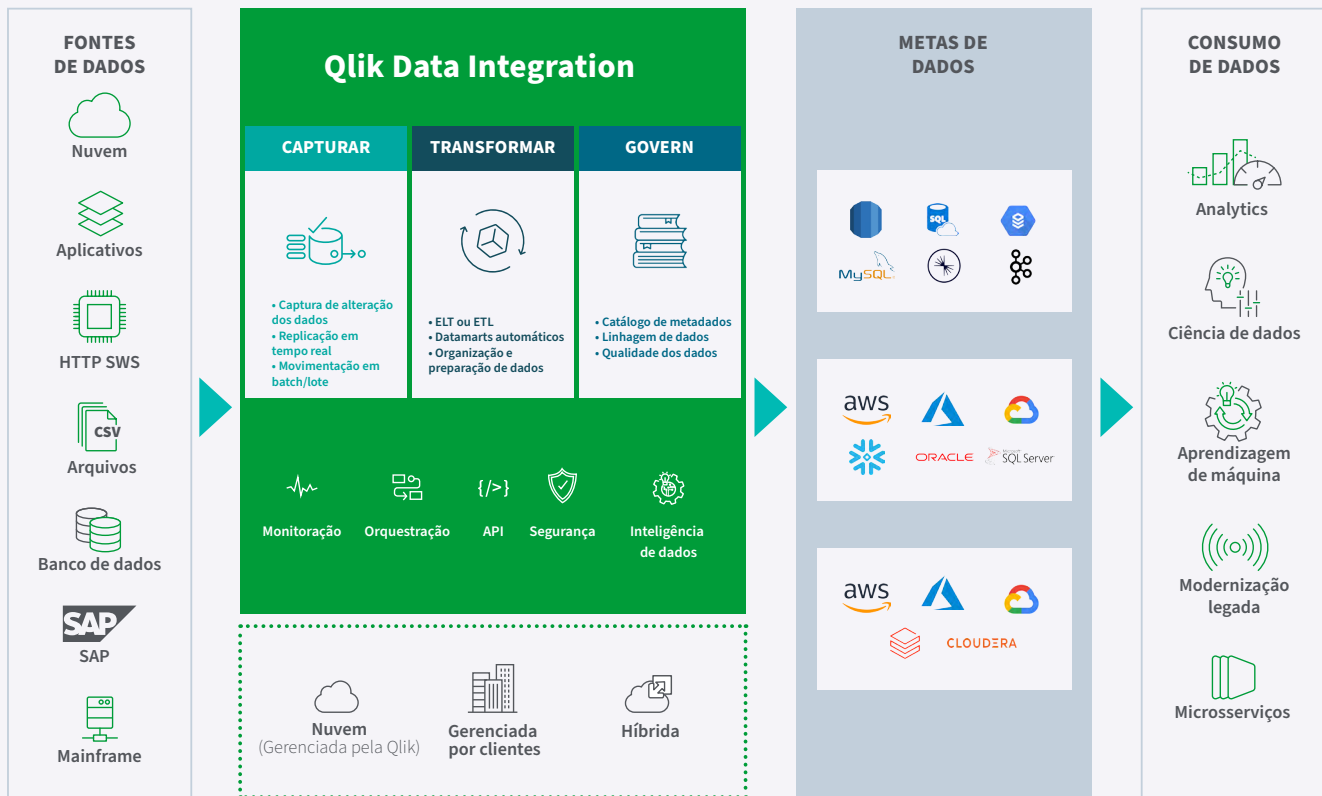 FONTES
DE DADOS
Nuvem
Aplicativos
HTTP SWS
CSV
Arquivos
Banco de dados
SAP
SAP
Mainframe
Qlik Data Integration
CAPTURAR
• Captura de alteração
dos dados
• Replicação em
tempo real
• Movimentação em
batch/lote
TRANSFORMAR
• ELT ou ETL
• Datamarts automáticos
• Organização e
preparação de dados
GOVERN
• Catálogo de metadados
• Linhagem de dados
• Qualidade dos dados
Monitoração
Orquestração
{/>}
API
Segurança
Inteligência
de dados
Nuvem
(Gerenciada pela Qlik)
Gerenciada
por clientes
Híbrida
METAS DE
DADOS
SQL
MySQL
aws
ORACLE
SQL Server
aws
CLOUDERA
CONSUMO
DE DADOS
Analytics
Ciência de dados
Aprendizagem
de máquina
Modernização
legada
Microsserviços